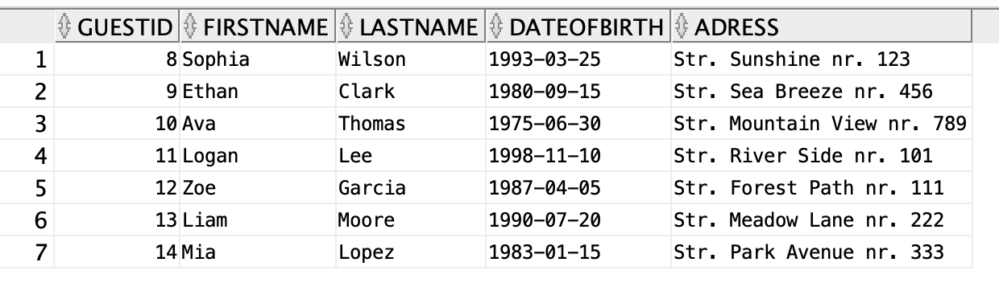 GUESTID FIRSTNAME LASTNAME DATEOFBIRTH ADRESS
1 8 Sophia Wilson 1993-03-25 Str. Sunshine nr. 123
2 9 Ethan Clark 1980-09-15 Str. Sea Breeze nr. 456
3 10 Ava Thomas 1975-06-30 Str. Mountain View nr. 789
4 11 Logan Lee 1998-11-10 Str. River Side nr. 101
5 12 Zoe Garcia 1987-04-05 Str. Forest Path nr. 111
6 13 Liam Moore 1990-07-20 Str. Meadow Lane nr. 222
7 14 Mia Lopez 1983-01-15 Str. Park Avenue nr. 333